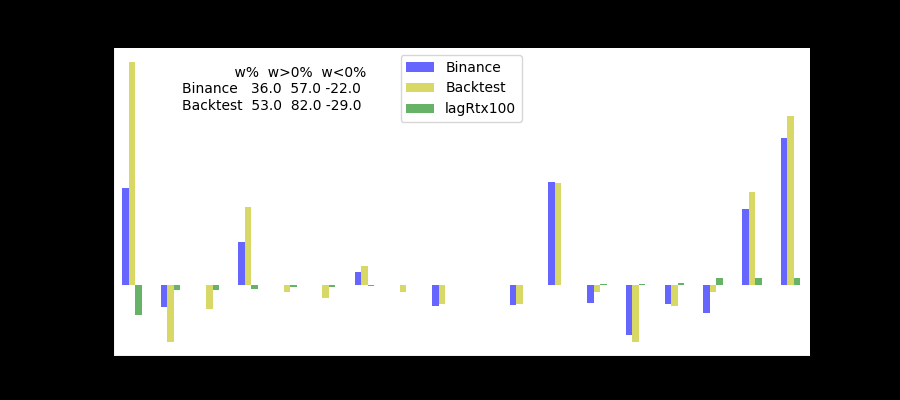 w% w>0% w<0%
Binance 36.0 57.0 -22.0
Backtest 53.0 82.0 -29.0
Binance
Backtest
lagRtx100